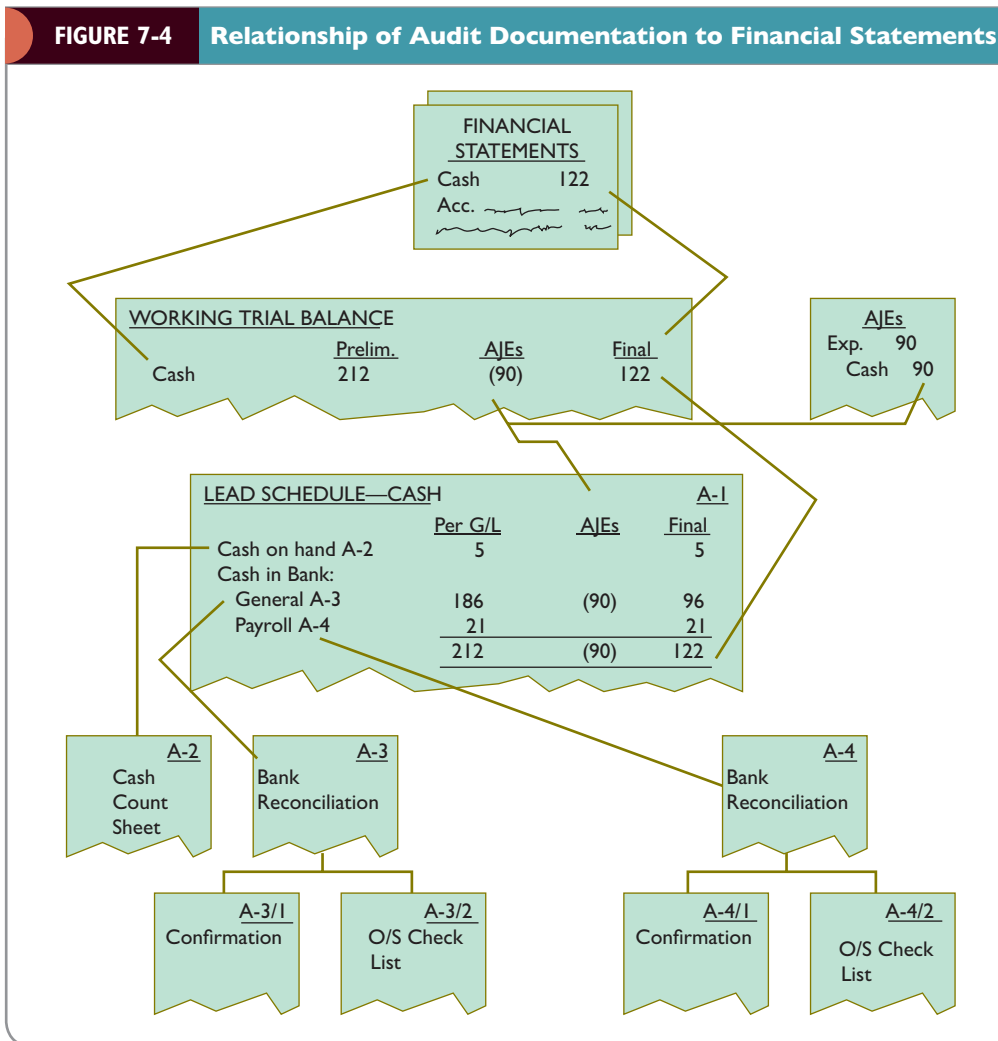 FIGURE 7-4 Relationship of Audit Documentation to Financial Statements
FINANCIAL
STATEMENTS
Cash 122
Acc.
WORKING TRIAL BALANCE
Prelim. AJEs Final
Cash 212 (90) 122
AJEs
Exp. 90
Cash 90
LEAD SCHEDULE—CASH A-1
Per G/L AJEs Final
Cash on hand A-2 5 5
Cash in Bank:
General A-3 186 (90) 96
Payroll A-4 21 21
212 (90) 122
A-2
Cash
Count
Sheet
A-3
Bank
Reconciliation
A-4
Bank
Reconciliation
A-3/1
Confirmation
A-3/2
O/S Check
List
A-4/1
Confirmation
A-4/2
O/S Check
List